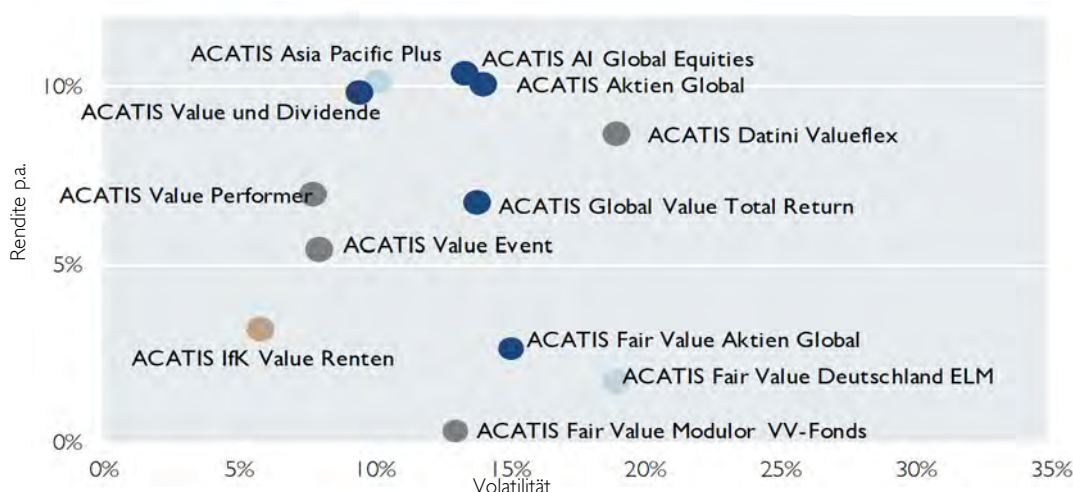 35%
ACATIS Asia Pacific Plus
ACATIS AI Global Equities
10%
ACATIS Aktien Global
ACATIS Value und Dividende
ACATIS Datini Valueflex
Rendite p.a.
ACATIS Value Performer
ACATIS Global Value Total Return
ACATIS Value Event
5%
ACATIS Fair Value Aktien Global
ACATIS IfK Value Renten
ACATIS Fair Value Deutschland ELM
ACATIS Fair Value Modulor VV-Fonds
0%
0% 5% 10% 15% 20% 25% 30% 35%
Volatilität